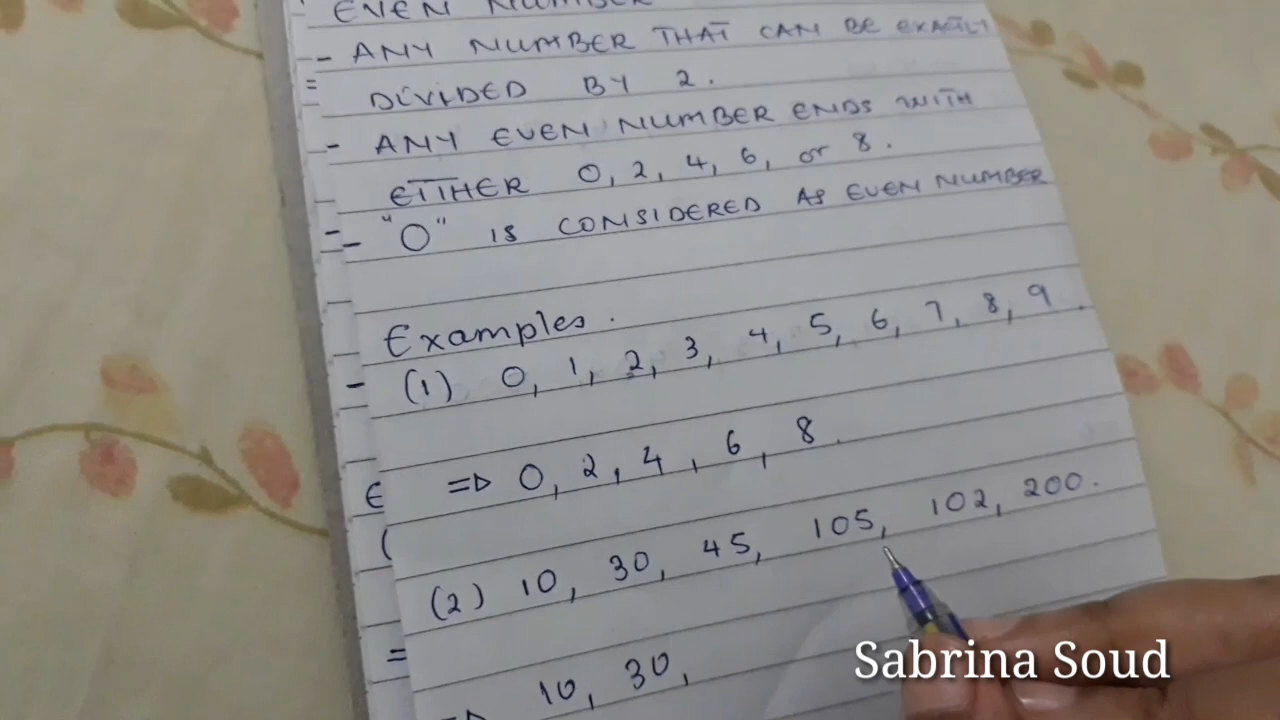 EVEN NUMBER
- ANY NUMBER THAT CAN BE EXACTLY
= DIVIDED BY 2.
- ANY EVEN NUMBER ENDS WITH
EITHER 0, 2, 4, 6, or 8.
- "0" IS CONSIDERED AS EVEN NUMBER
Examples.
- (1) 0, 1, 2, 3, 4, 5, 6, 7, 8, 9.
⇒ 0, 2, 4, 6, 8.
E
(
(2) 10, 30, 45, 105, 102, 200.
=
⇒ 10, 30,
Sabrina Soud